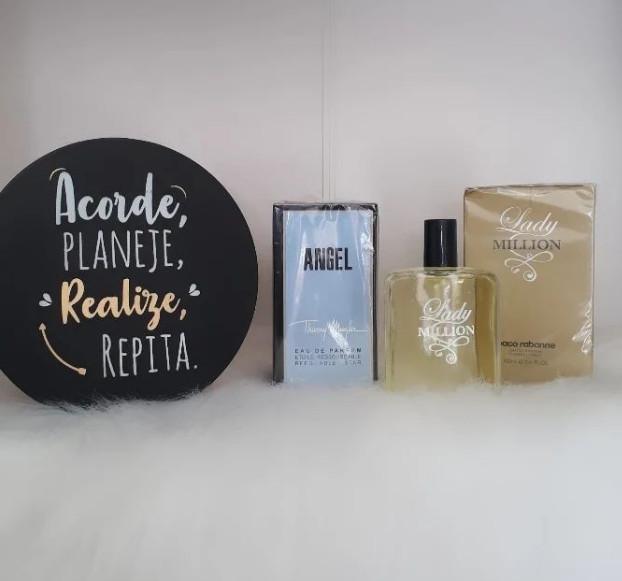 Acorde,
PLANEJE,
Realize,
REPITA.
ANGEL
Thierry Mugler
EAU DE PARFUM
Lady
MILLION
Lady
MILLION
paco rabanne